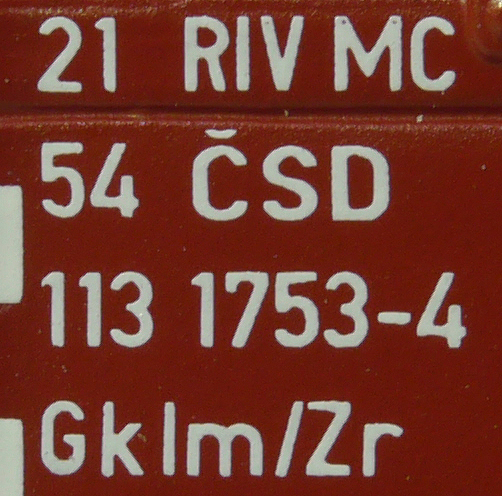 21 RIV MC
54 ČSD
113 1753-4
Gklm/Zr